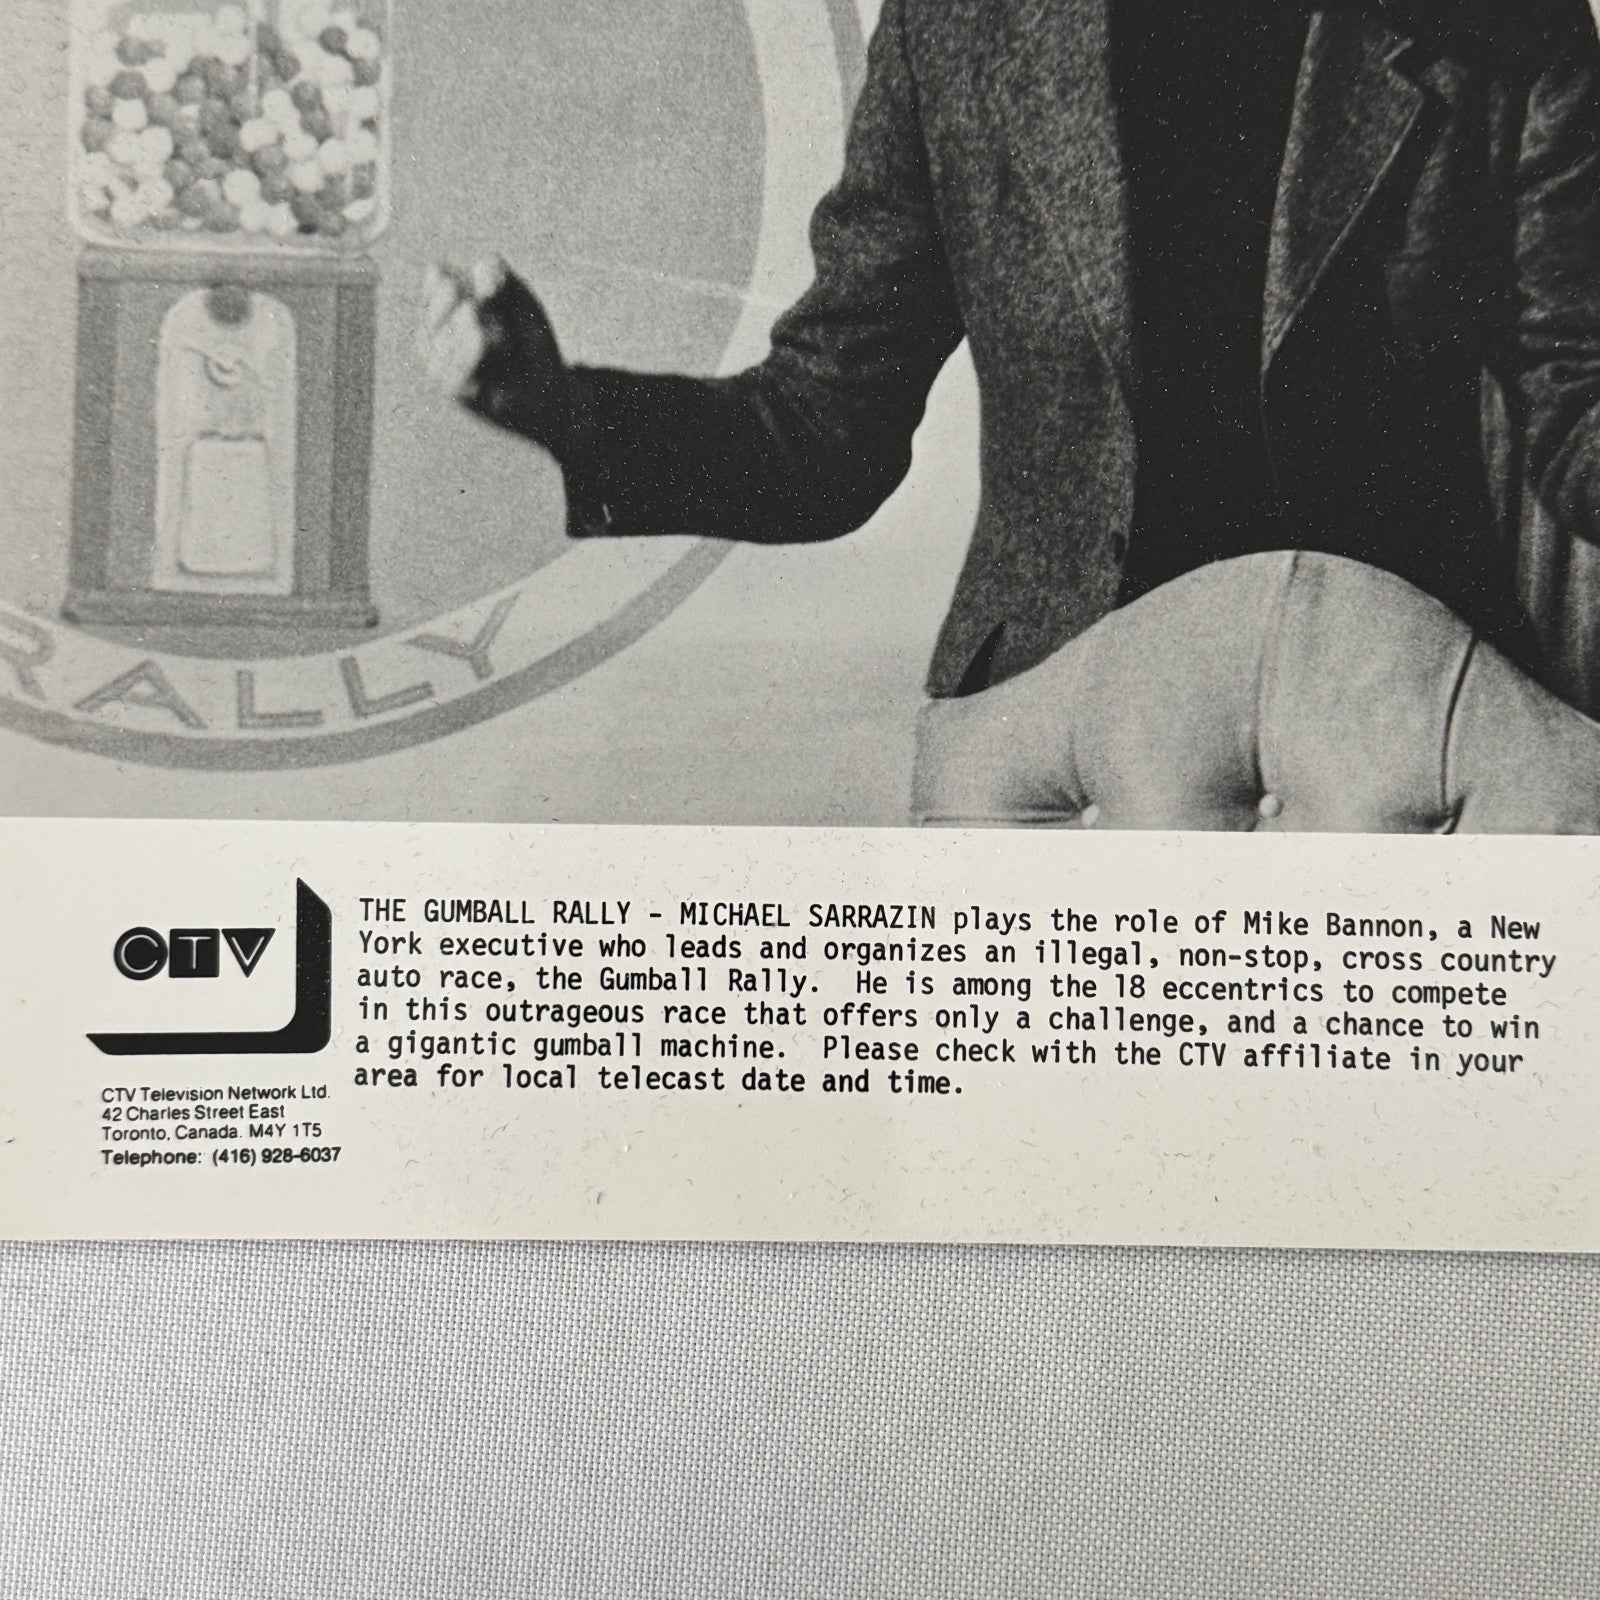 RALLY
CTV
THE GUMBALL RALLY - MICHAEL SARRAZIN plays the role of Mike Bannon, a New
York executive who leads and organizes an illegal, non-stop, cross country
auto race, the Gumball Rally. He is among the 18 eccentrics to compete
in this outrageous race that offers only a challenge, and a chance to win
a gigantic gumball machine. Please check with the CTV affiliate in your
area for local telecast date and time.
CTV Television Network Ltd.
42 Charles Street East
Toronto, Canada. M4Y 1T5
Telephone: (416) 928-6037